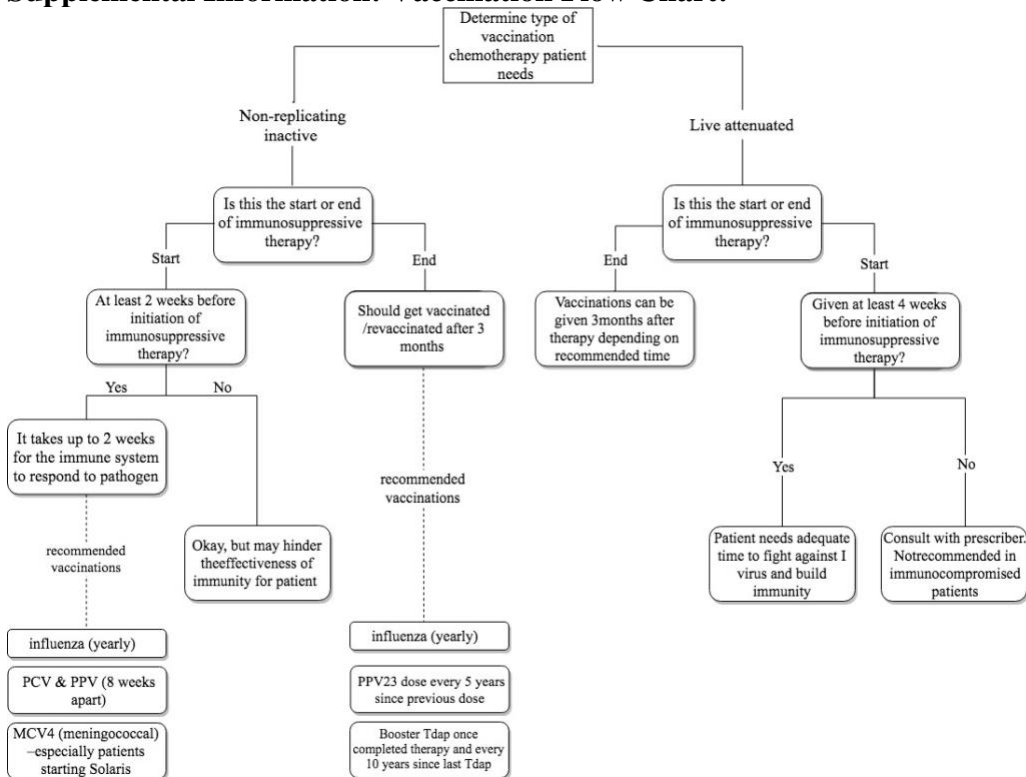 Supplemental Information: Vaccination Flow Chart:
Determine type of
vaccination
chemotherapy patient
needs
Non-replicating
inactive
Live attenuated
Is this the start or end
of immunosuppressive
therapy?
Is this the start or end
of immunosuppressive
therapy?
Start
End
End
Start
At least 2 weeks before
initiation of
immunosuppressive
therapy?
Should get vaccinated
/revaccinated after 3
months
Vaccinations can be
given 3months after
therapy depending on
recommended time
Given at least 4 weeks
before initiation of
immunosuppressive
therapy?
Yes
No
It takes up to 2 weeks
for the immune system
to respond to pathogen
recommended
vaccinations
Yes
No
recommended
vaccinations
Okay, but may hinder
theeffectiveness of
immunity for patient
Patient needs adequate
time to fight against I
virus and build
immunity
Consult with prescriber.
Notrecommended in
immunocompromised
patients
influenza (yearly)
PCV & PPV (8 weeks
apart)
MCV4 (meningococcal)
–especially patients
starting Solaris
influenza (yearly)
PPV23 dose every 5 years
since previous dose
Booster Tdap once
completed therapy and every
10 years since last Tdap